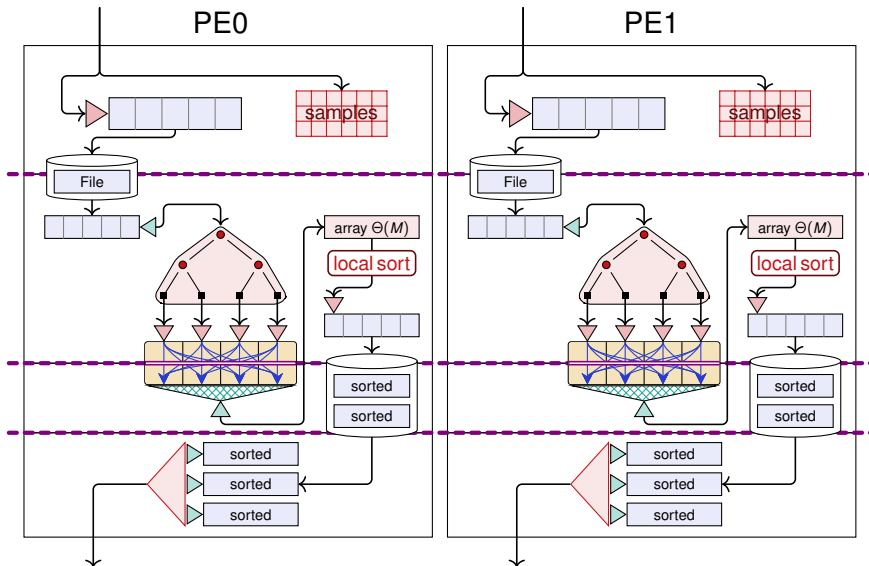 PE0
PE1
samples
samples
File
File
array Θ(M)
array Θ(M)
local sort
local sort
sorted
sorted
sorted
sorted
sorted
sorted
sorted
sorted
sorted
sorted